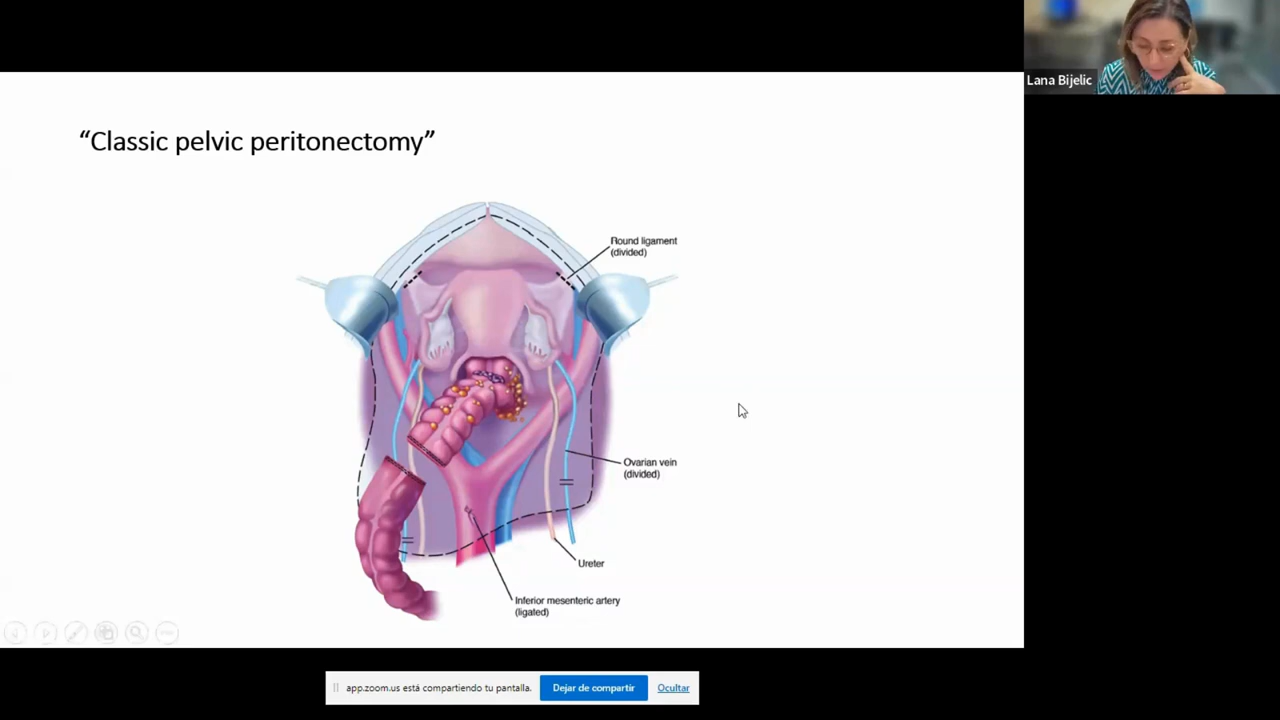 Lana Bijelic
“Classic pelvic peritonectomy”
Round ligament
(divided)
Ovarian vein
(divided)
Ureter
Inferior mesenteric artery
(ligated)
app.zoom.us está compartiendo tu pantalla.
Dejar de compartir
Ocultar